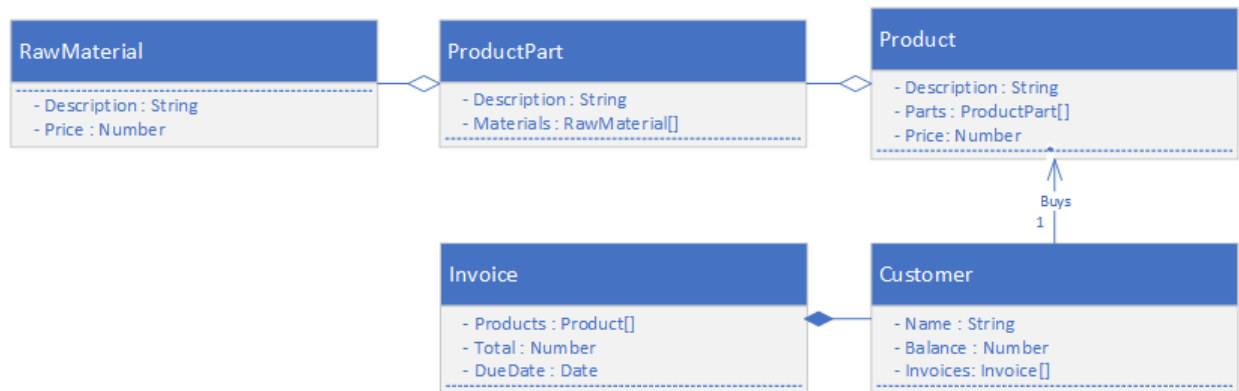 RawMaterial
- Description : String
- Price : Number
ProductPart
- Description : String
- Materials : RawMaterial[]
Product
- Description : String
- Parts : ProductPart[]
- Price: Number
Buys
1
Invoice
- Products : Product[]
- Total : Number
- DueDate : Date
Customer
- Name : String
- Balance : Number
- Invoices: Invoice[]